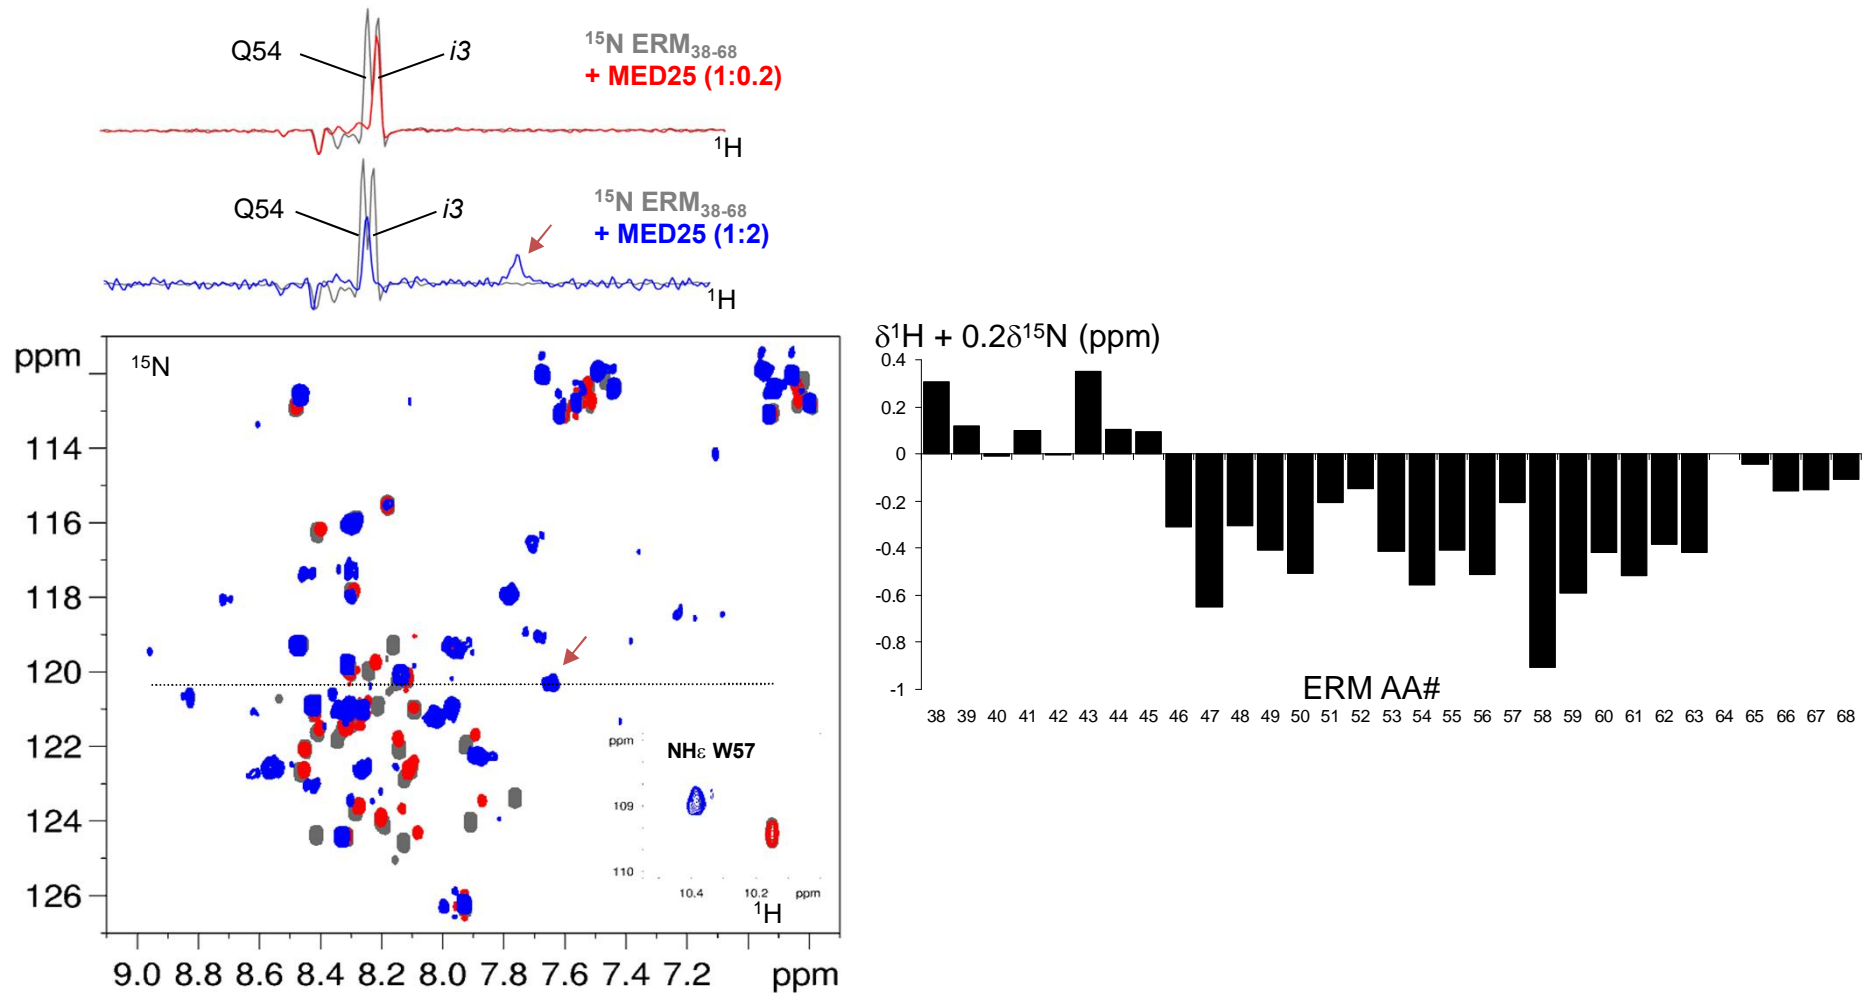 Q54 i3 ¹⁵N ERM₃₈₋₆₈
+ MED25 (1:0.2)
¹H
Q54 i3 ¹⁵N ERM₃₈₋₆₈
+ MED25 (1:2)
¹H
ppm ¹⁵N
114
116
118
120
122
124
126
ppm NHε W57
109
110
10.4 10.2 ppm
¹H
9.0 8.8 8.6 8.4 8.2 8.0 7.8 7.6 7.4 7.2 ppm
δ¹H + 0.2δ¹⁵N (ppm)
0.4
0.2
0
-0.2
-0.4
-0.6
-0.8
-1
ERM AA#
38 39 40 41 42 43 44 45 46 47 48 49 50 51 52 53 54 55 56 57 58 59 60 61 62 63 64 65 66 67 68